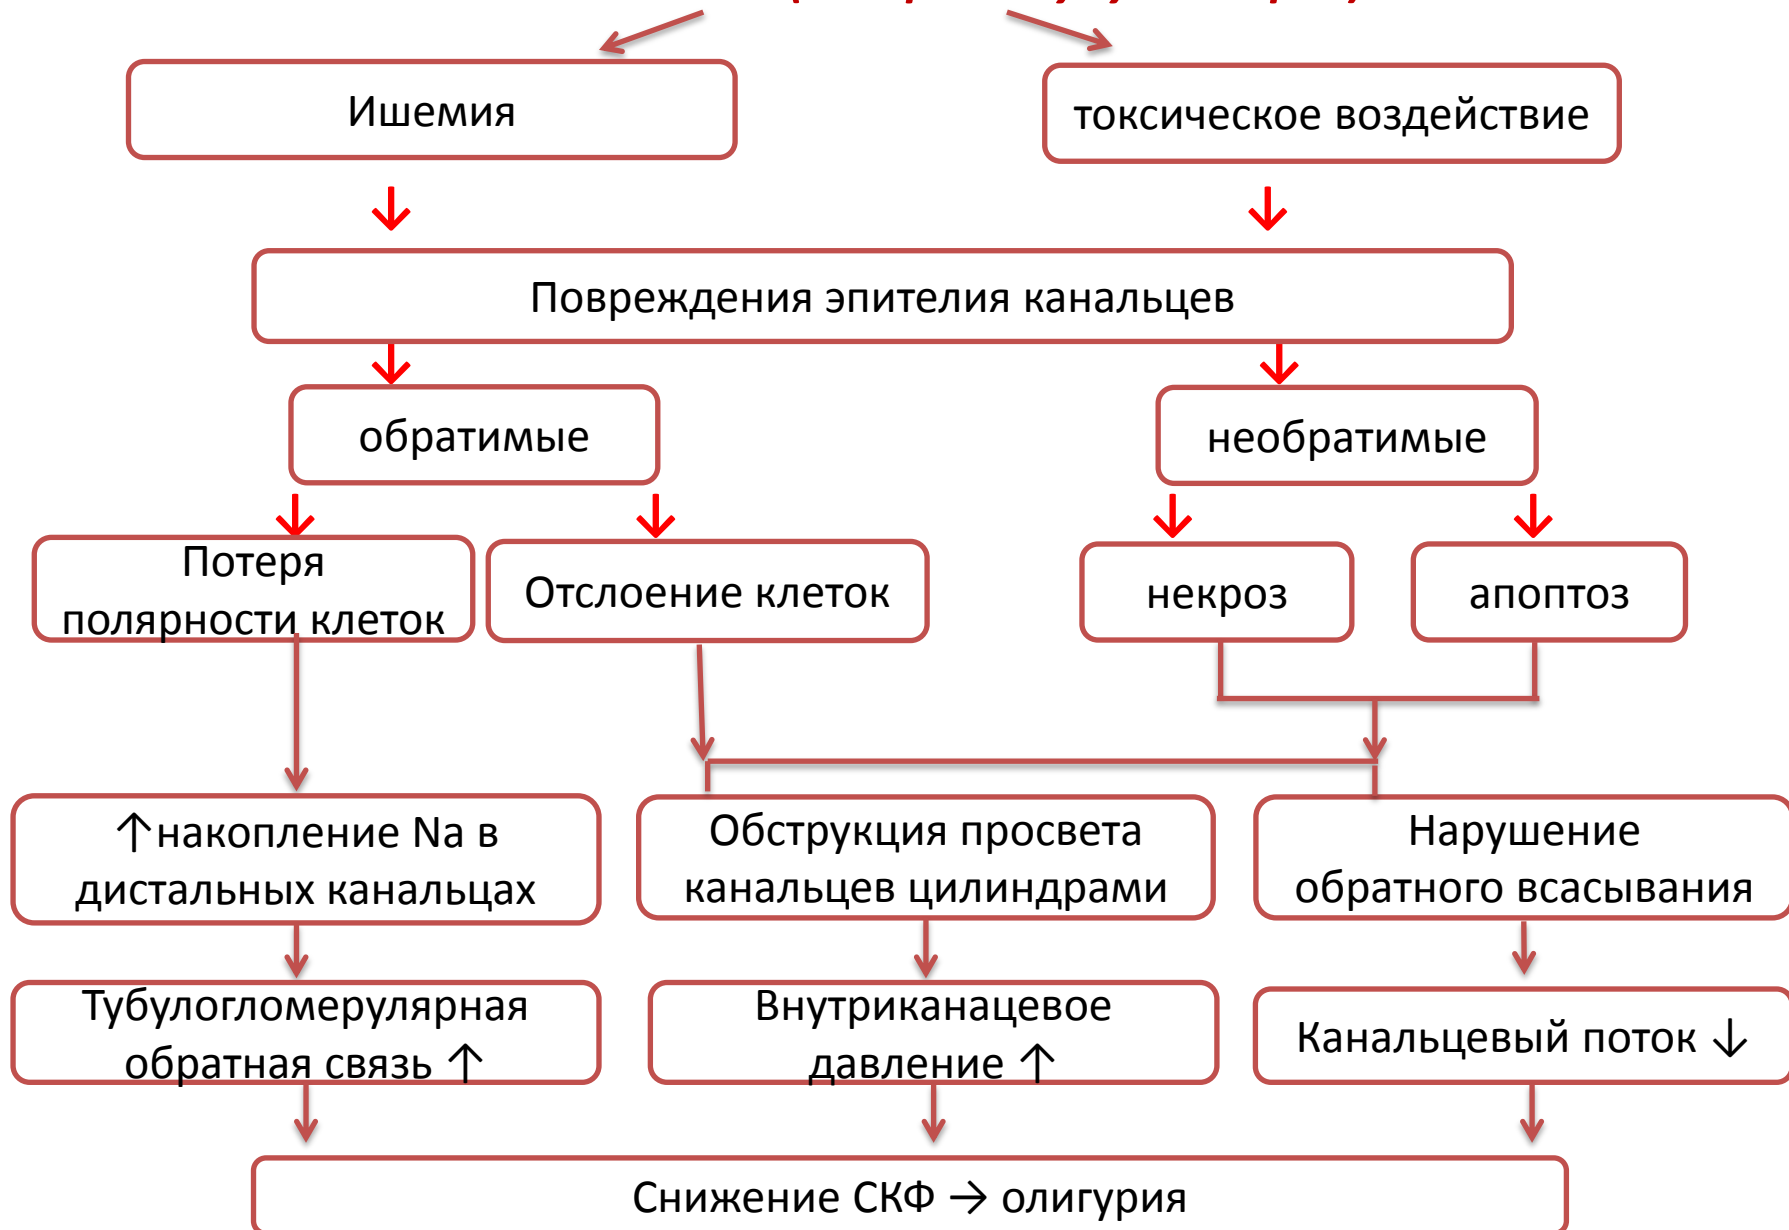 Ишемия
токсическое воздействие
Повреждения эпителия канальцев
обратимые
необратимые
Потеря
полярности клеток
Отслоение клеток
некроз
апоптоз
↑накопление Na в
дистальных канальцах
Обструкция просвета
канальцев цилиндрами
Нарушение
обратного всасывания
Тубулогломерулярная
обратная связь ↑
Внутриканацевое
давление ↑
Канальцевый поток ↓
Снижение СКФ → олигурия